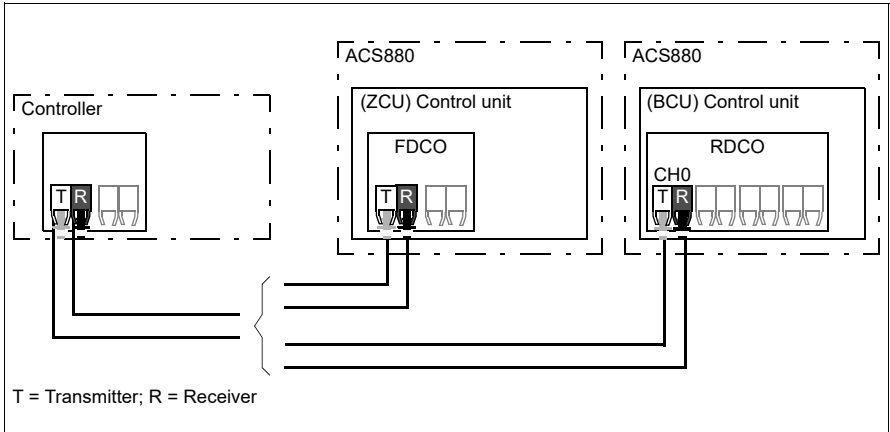 ACS880
ACS880
(ZCU) Control unit
(BCU) Control unit
Controller
FDCO
RDCO
CH0
T R
T R
T R
T = Transmitter; R = Receiver